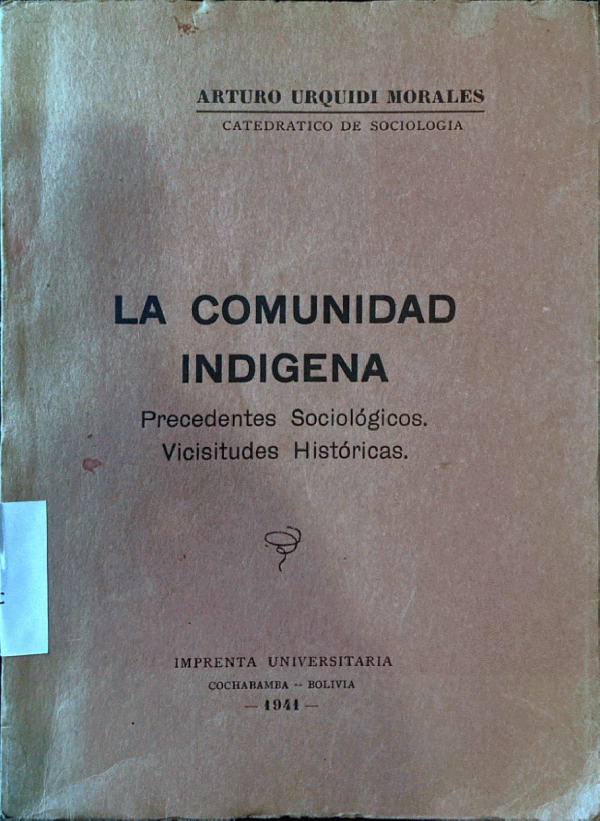 ARTURO URQUIDI MORALES
CATEDRATICO DE SOCIOLOGIA
LA COMUNIDAD
INDIGENA
Precedentes Sociológicos.
Vicisitudes Históricas.
IMPRENTA UNIVERSITARIA
COCHABAMBA -- BOLIVIA
— 1941 —